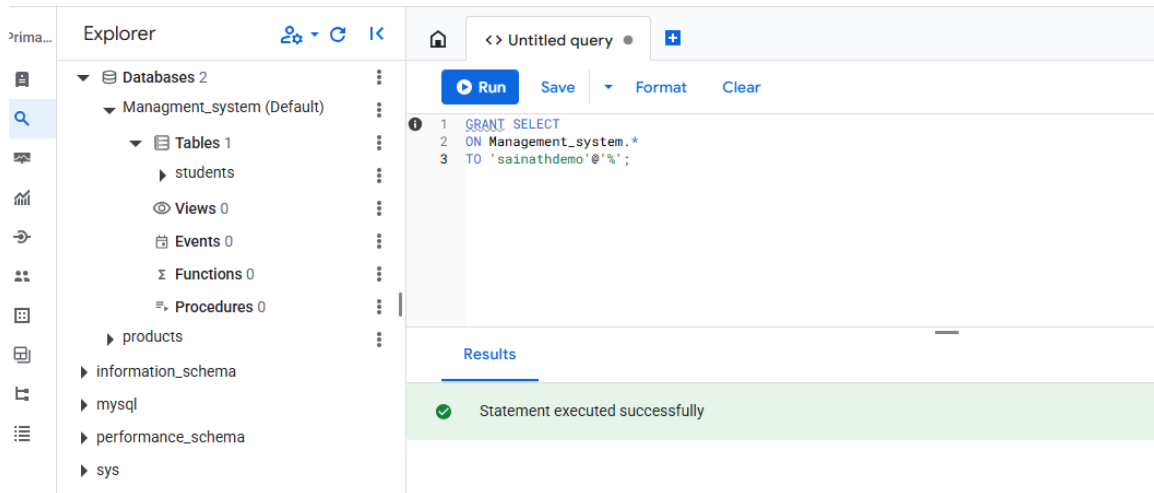 Prima...
Explorer
Untitled query
Run Save Format Clear
Databases 2
Managment_system (Default)
Tables 1
students
Views 0
Events 0
Functions 0
Procedures 0
products
information_schema
mysql
performance_schema
sys
1 GRANT SELECT
2 ON Management_system.*
3 TO 'sainathdemo'@'%';
Results
Statement executed successfully